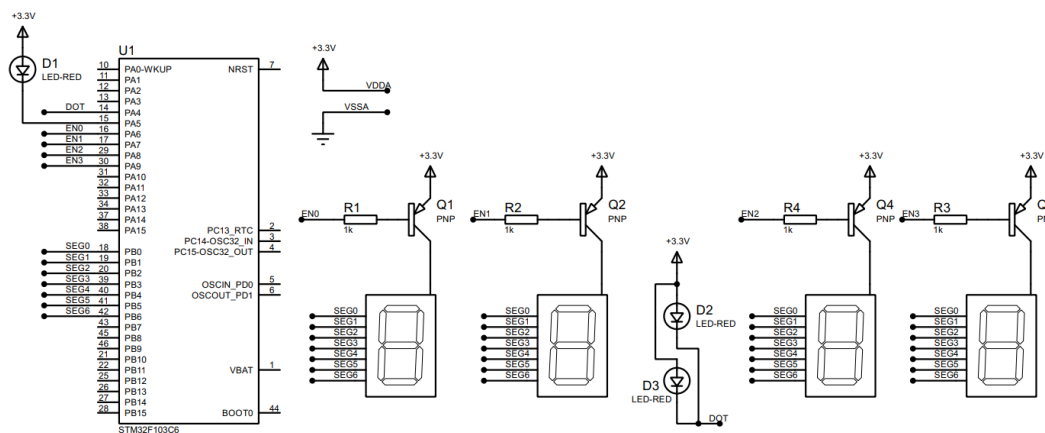 +3.3V
D1
LED-RED
U1
10 PA0-WKUP NRST 7
11 PA1
12 PA2
13 PA3
DOT 14 PA4
15 PA5
EN0 16 PA6
EN1 17 PA7
EN2 29 PA8
EN3 30 PA9
31 PA10
32 PA11
33 PA12
34 PA13
37 PA14
38 PA15
PC13_RTC 2
PC14-OSC32_IN 3
SEG0 18 PB0 PC15-OSC32_OUT 4
SEG1 19 PB1
SEG2 20 PB2
SEG3 39 PB3 OSCIN_PD0 5
SEG4 40 PB4 OSCOUT_PD1 6
SEG5 41 PB5
SEG6 42 PB6
43 PB7
45 PB8
46 PB9
21 PB10
22 PB11 VBAT 1
25 PB12
26 PB13
27 PB14
28 PB15 BOOT0 44
STM32F103C6
+3.3V
VDDA
VSSA
+3.3V
EN0 R1 Q1
1k PNP
SEG0
SEG1
SEG2
SEG3
SEG4
SEG5
SEG6
+3.3V
EN1 R2 Q2
1k PNP
SEG0
SEG1
SEG2
SEG3
SEG4
SEG5
SEG6
+3.3V
D2
LED-RED
D3
LED-RED
DOT
+3.3V
EN2 R4 Q4
1k PNP
SEG0
SEG1
SEG2
SEG3
SEG4
SEG5
SEG6
+3.3V
EN3 R3
1k PNP
SEG0
SEG1
SEG2
SEG3
SEG4
SEG5
SEG6